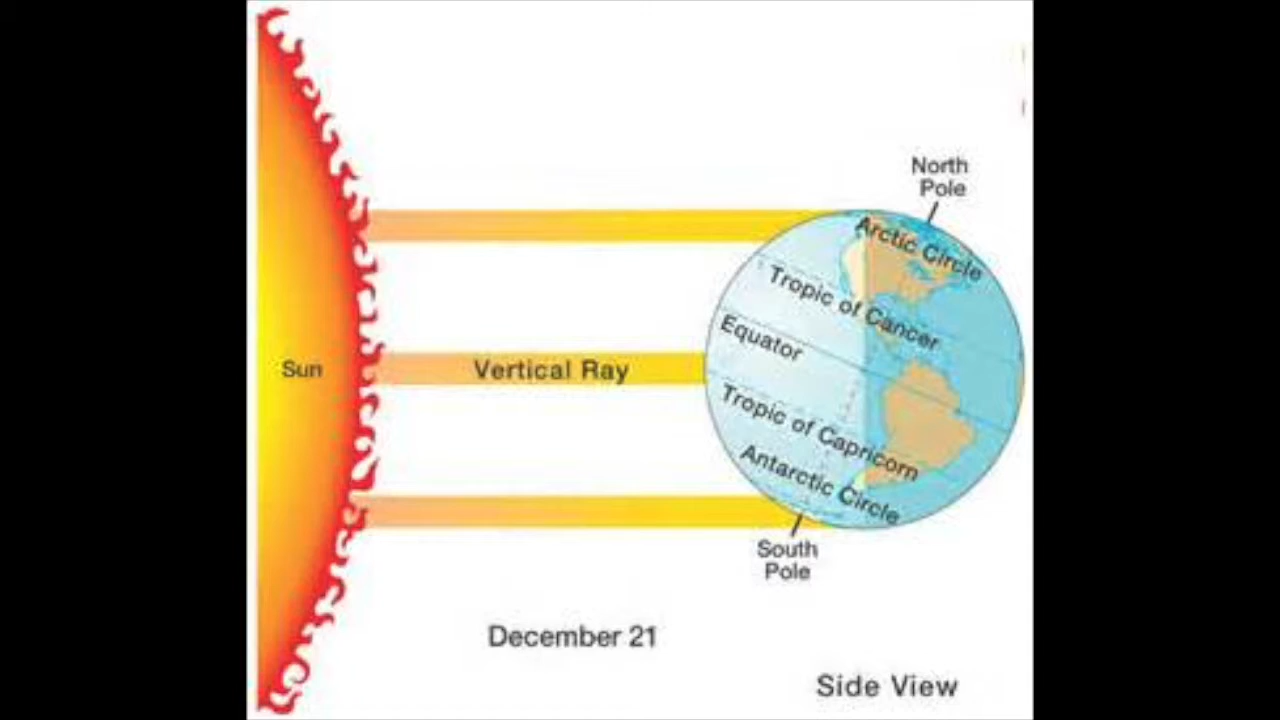 North
Pole
Arctic Circle
Tropic of Cancer
Equator
Sun
Vertical Ray
Tropic of Capricorn
Antarctic Circle
South
Pole
December 21
Side View